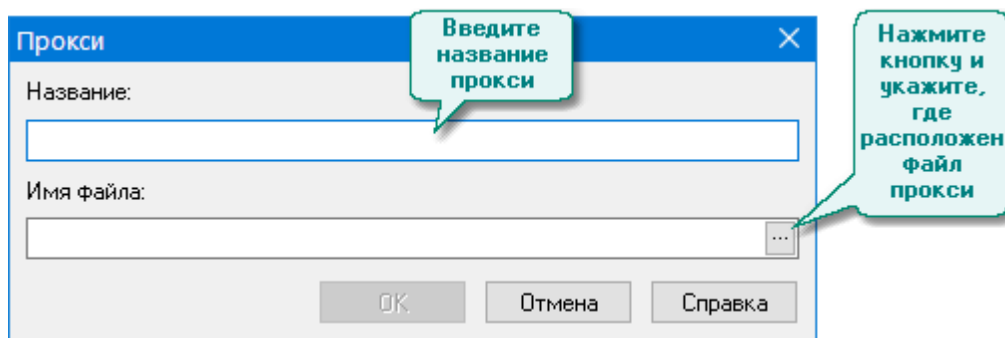 Прокси
Введите
название
прокси
Нажмите
кнопку и
укажите,
где
расположен
файл
прокси
Название:
Имя файла:
...
OK
Отмена
Справка